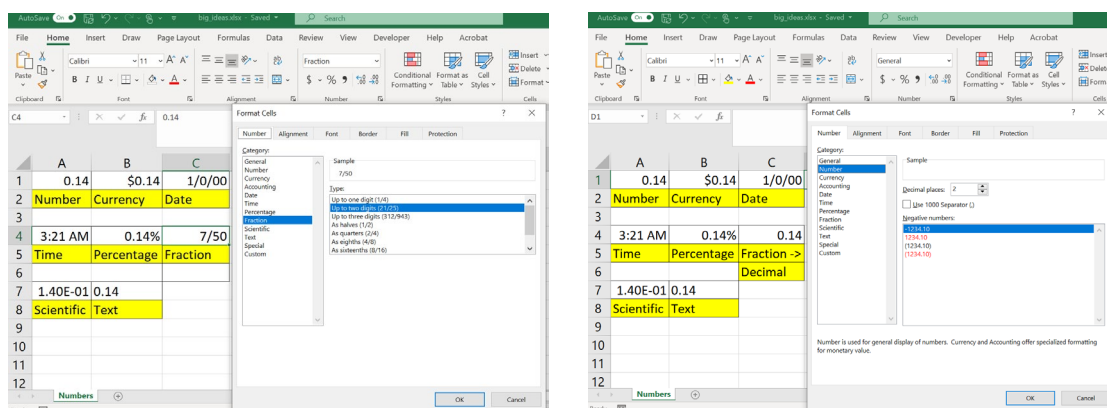 AutoSave On big_ideas.xlsx - Saved Search
File Home Insert Draw Page Layout Formulas Data Review View Developer Help Acrobat
Paste Calibri 11 A^ A˅ Fraction Conditional Format as Cell Insert
B I U A $ % 9 Formatting Table Styles Delete
Format
Clipboard Font Alignment Number Styles Cells
C4 fx 0.14
A B C
1 0.14 $0.14 1/0/00
2 Number Currency Date
3
4 3:21 AM 0.14% 7/50
5 Time Percentage Fraction
6
7 1.40E-01 0.14
8 Scientific Text
9
10
11
12
Numbers
Format Cells ? X
Number Alignment Font Border Fill Protection
Category:
General
Number
Currency
Accounting
Date
Time
Percentage
Fraction
Scientific
Text
Special
Custom
Sample
7/50
Type:
Up to one digit (1/4)
Up to two digits (21/25)
Up to three digits (312/943)
As halves (1/2)
As quarters (2/4)
As eighths (4/8)
As sixteenths (8/16)
OK Cancel
AutoSave On big_ideas.xlsx - Saved Search
File Home Insert Draw Page Layout Formulas Data Review View Developer Help Acrobat
Paste Calibri 11 A^ A˅ General Conditional Format as Cell Insert
B I U A $ % 9 Formatting Table Styles Delete
Form
Clipboard Font Alignment Number Styles Cells
D1 fx
A B C
1 0.14 $0.14 1/0/00
2 Number Currency Date
3
4 3:21 AM 0.14% 0.14
5 Time Percentage Fraction ->
6 Decimal
7 1.40E-01 0.14
8 Scientific Text
9
10
11
12
Numbers
Format Cells ? X
Number Alignment Font Border Fill Protection
Category:
General
Number
Currency
Accounting
Date
Time
Percentage
Fraction
Scientific
Text
Special
Custom
Sample
Decimal places: 2
Use 1000 Separator (,)
Negative numbers:
-1234.10
1234.10
(1234.10)
(1234.10)
Number is used for general display of numbers. Currency and Accounting offer specialized formatting
for monetary value.
OK Cancel